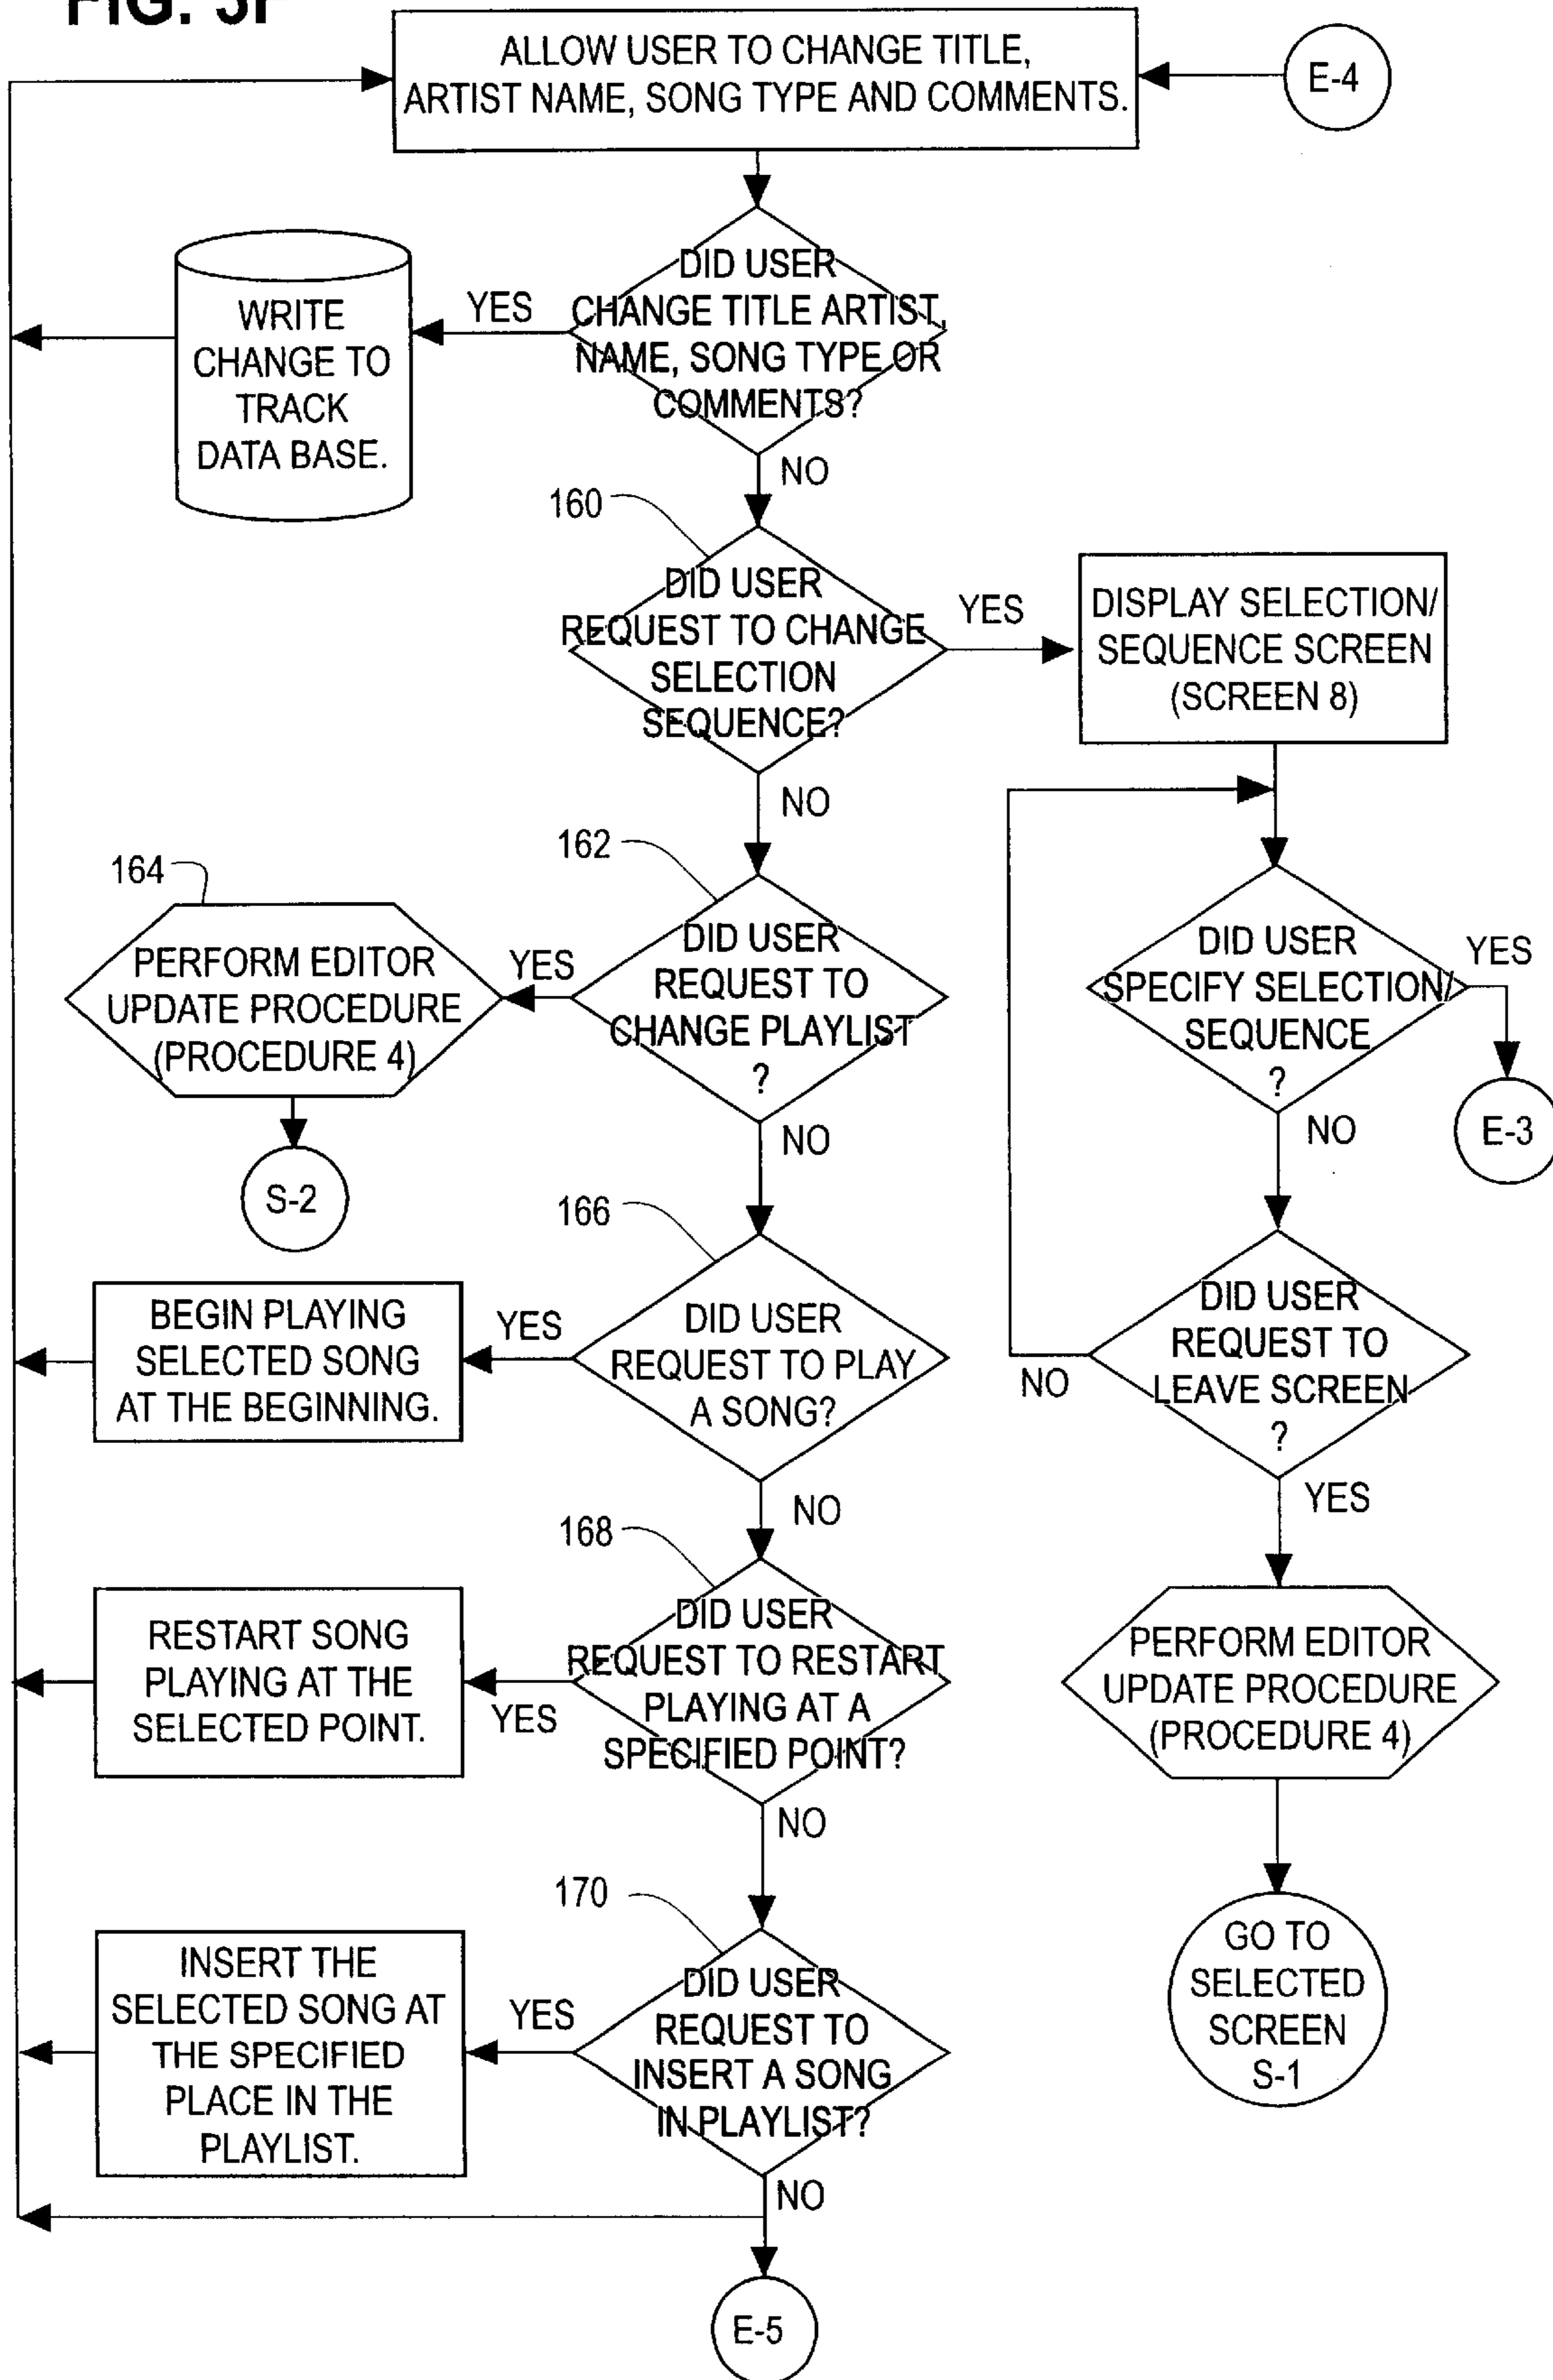 FIG. 3F
ALLOW USER TO CHANGE TITLE,
ARTIST NAME, SONG TYPE AND COMMENTS.
E-4
DID USER
CHANGE TITLE ARTIST,
NAME, SONG TYPE OR
COMMENTS?
YES
WRITE
CHANGE TO
TRACK
DATA BASE.
NO
160
DID USER
REQUEST TO CHANGE
SELECTION
SEQUENCE?
YES
DISPLAY SELECTION/
SEQUENCE SCREEN
(SCREEN 8)
NO
162
DID USER
REQUEST TO
CHANGE PLAYLIST
?
YES
164
PERFORM EDITOR
UPDATE PROCEDURE
(PROCEDURE 4)
S-2
NO
DID USER
SPECIFY SELECTION/
SEQUENCE
?
YES
E-3
NO
166
DID USER
REQUEST TO PLAY
A SONG?
YES
BEGIN PLAYING
SELECTED SONG
AT THE BEGINNING.
NO
DID USER
REQUEST TO
LEAVE SCREEN
?
NO
YES
168
DID USER
REQUEST TO RESTART
PLAYING AT A
SPECIFIED POINT?
YES
RESTART SONG
PLAYING AT THE
SELECTED POINT.
NO
PERFORM EDITOR
UPDATE PROCEDURE
(PROCEDURE 4)
GO TO
SELECTED
SCREEN
S-1
170
DID USER
REQUEST TO
INSERT A SONG
IN PLAYLIST?
YES
INSERT THE
SELECTED SONG AT
THE SPECIFIED
PLACE IN THE
PLAYLIST.
NO
E-5